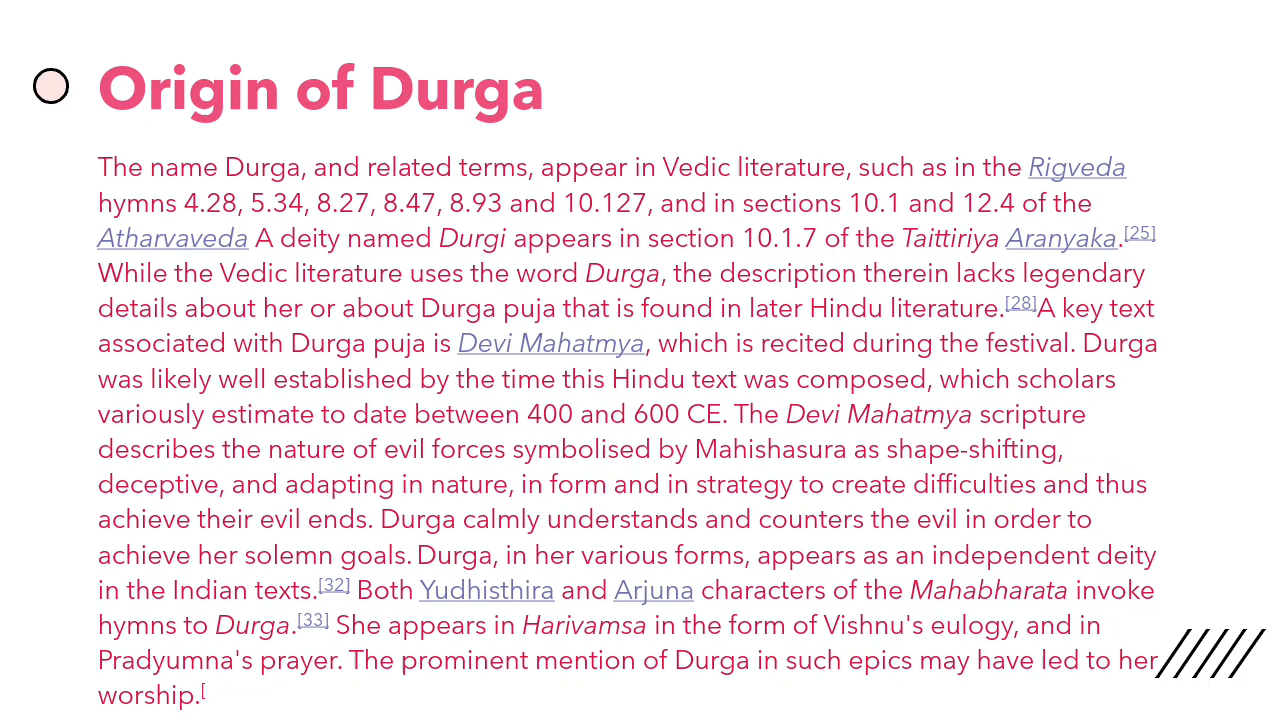 Origin of Durga
The name Durga, and related terms, appear in Vedic literature, such as in the Rigveda
hymns 4.28, 5.34, 8.27, 8.47, 8.93 and 10.127, and in sections 10.1 and 12.4 of the
Atharvaveda A deity named Durgi appears in section 10.1.7 of the Taittiriya Aranyaka.[25]
While the Vedic literature uses the word Durga, the description therein lacks legendary
details about her or about Durga puja that is found in later Hindu literature.[28]A key text
associated with Durga puja is Devi Mahatmya, which is recited during the festival. Durga
was likely well established by the time this Hindu text was composed, which scholars
variously estimate to date between 400 and 600 CE. The Devi Mahatmya scripture
describes the nature of evil forces symbolised by Mahishasura as shape-shifting,
deceptive, and adapting in nature, in form and in strategy to create difficulties and thus
achieve their evil ends. Durga calmly understands and counters the evil in order to
achieve her solemn goals. Durga, in her various forms, appears as an independent deity
in the Indian texts.[32] Both Yudhisthira and Arjuna characters of the Mahabharata invoke
hymns to Durga.[33] She appears in Harivamsa in the form of Vishnu's eulogy, and in
Pradyumna's prayer. The prominent mention of Durga in such epics may have led to her
worship.[